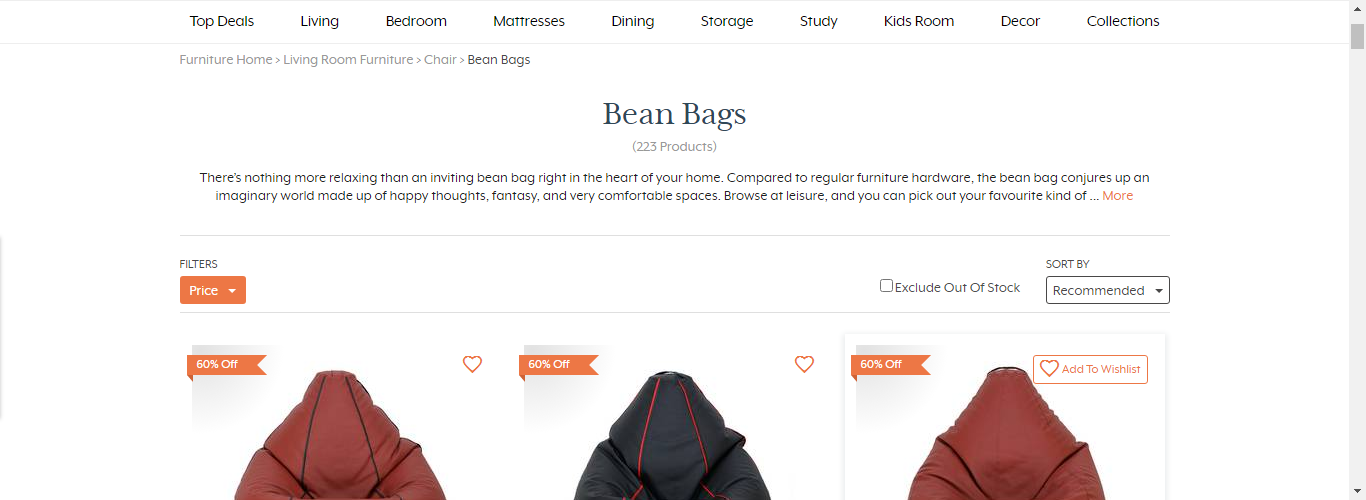 Top Deals Living Bedroom Mattresses Dining Storage Study Kids Room Decor Collections
Furniture Home > Living Room Furniture > Chair > Bean Bags
Bean Bags
(223 Products)
There's nothing more relaxing than an inviting bean bag right in the heart of your home. Compared to regular furniture hardware, the bean bag conjures up an
imaginary world made up of happy thoughts, fantasy, and very comfortable spaces. Browse at leisure, and you can pick out your favourite kind of ... More
FILTERS
Price
Exclude Out Of Stock
SORT BY
Recommended
60% Off
60% Off
60% Off
Add To Wishlist